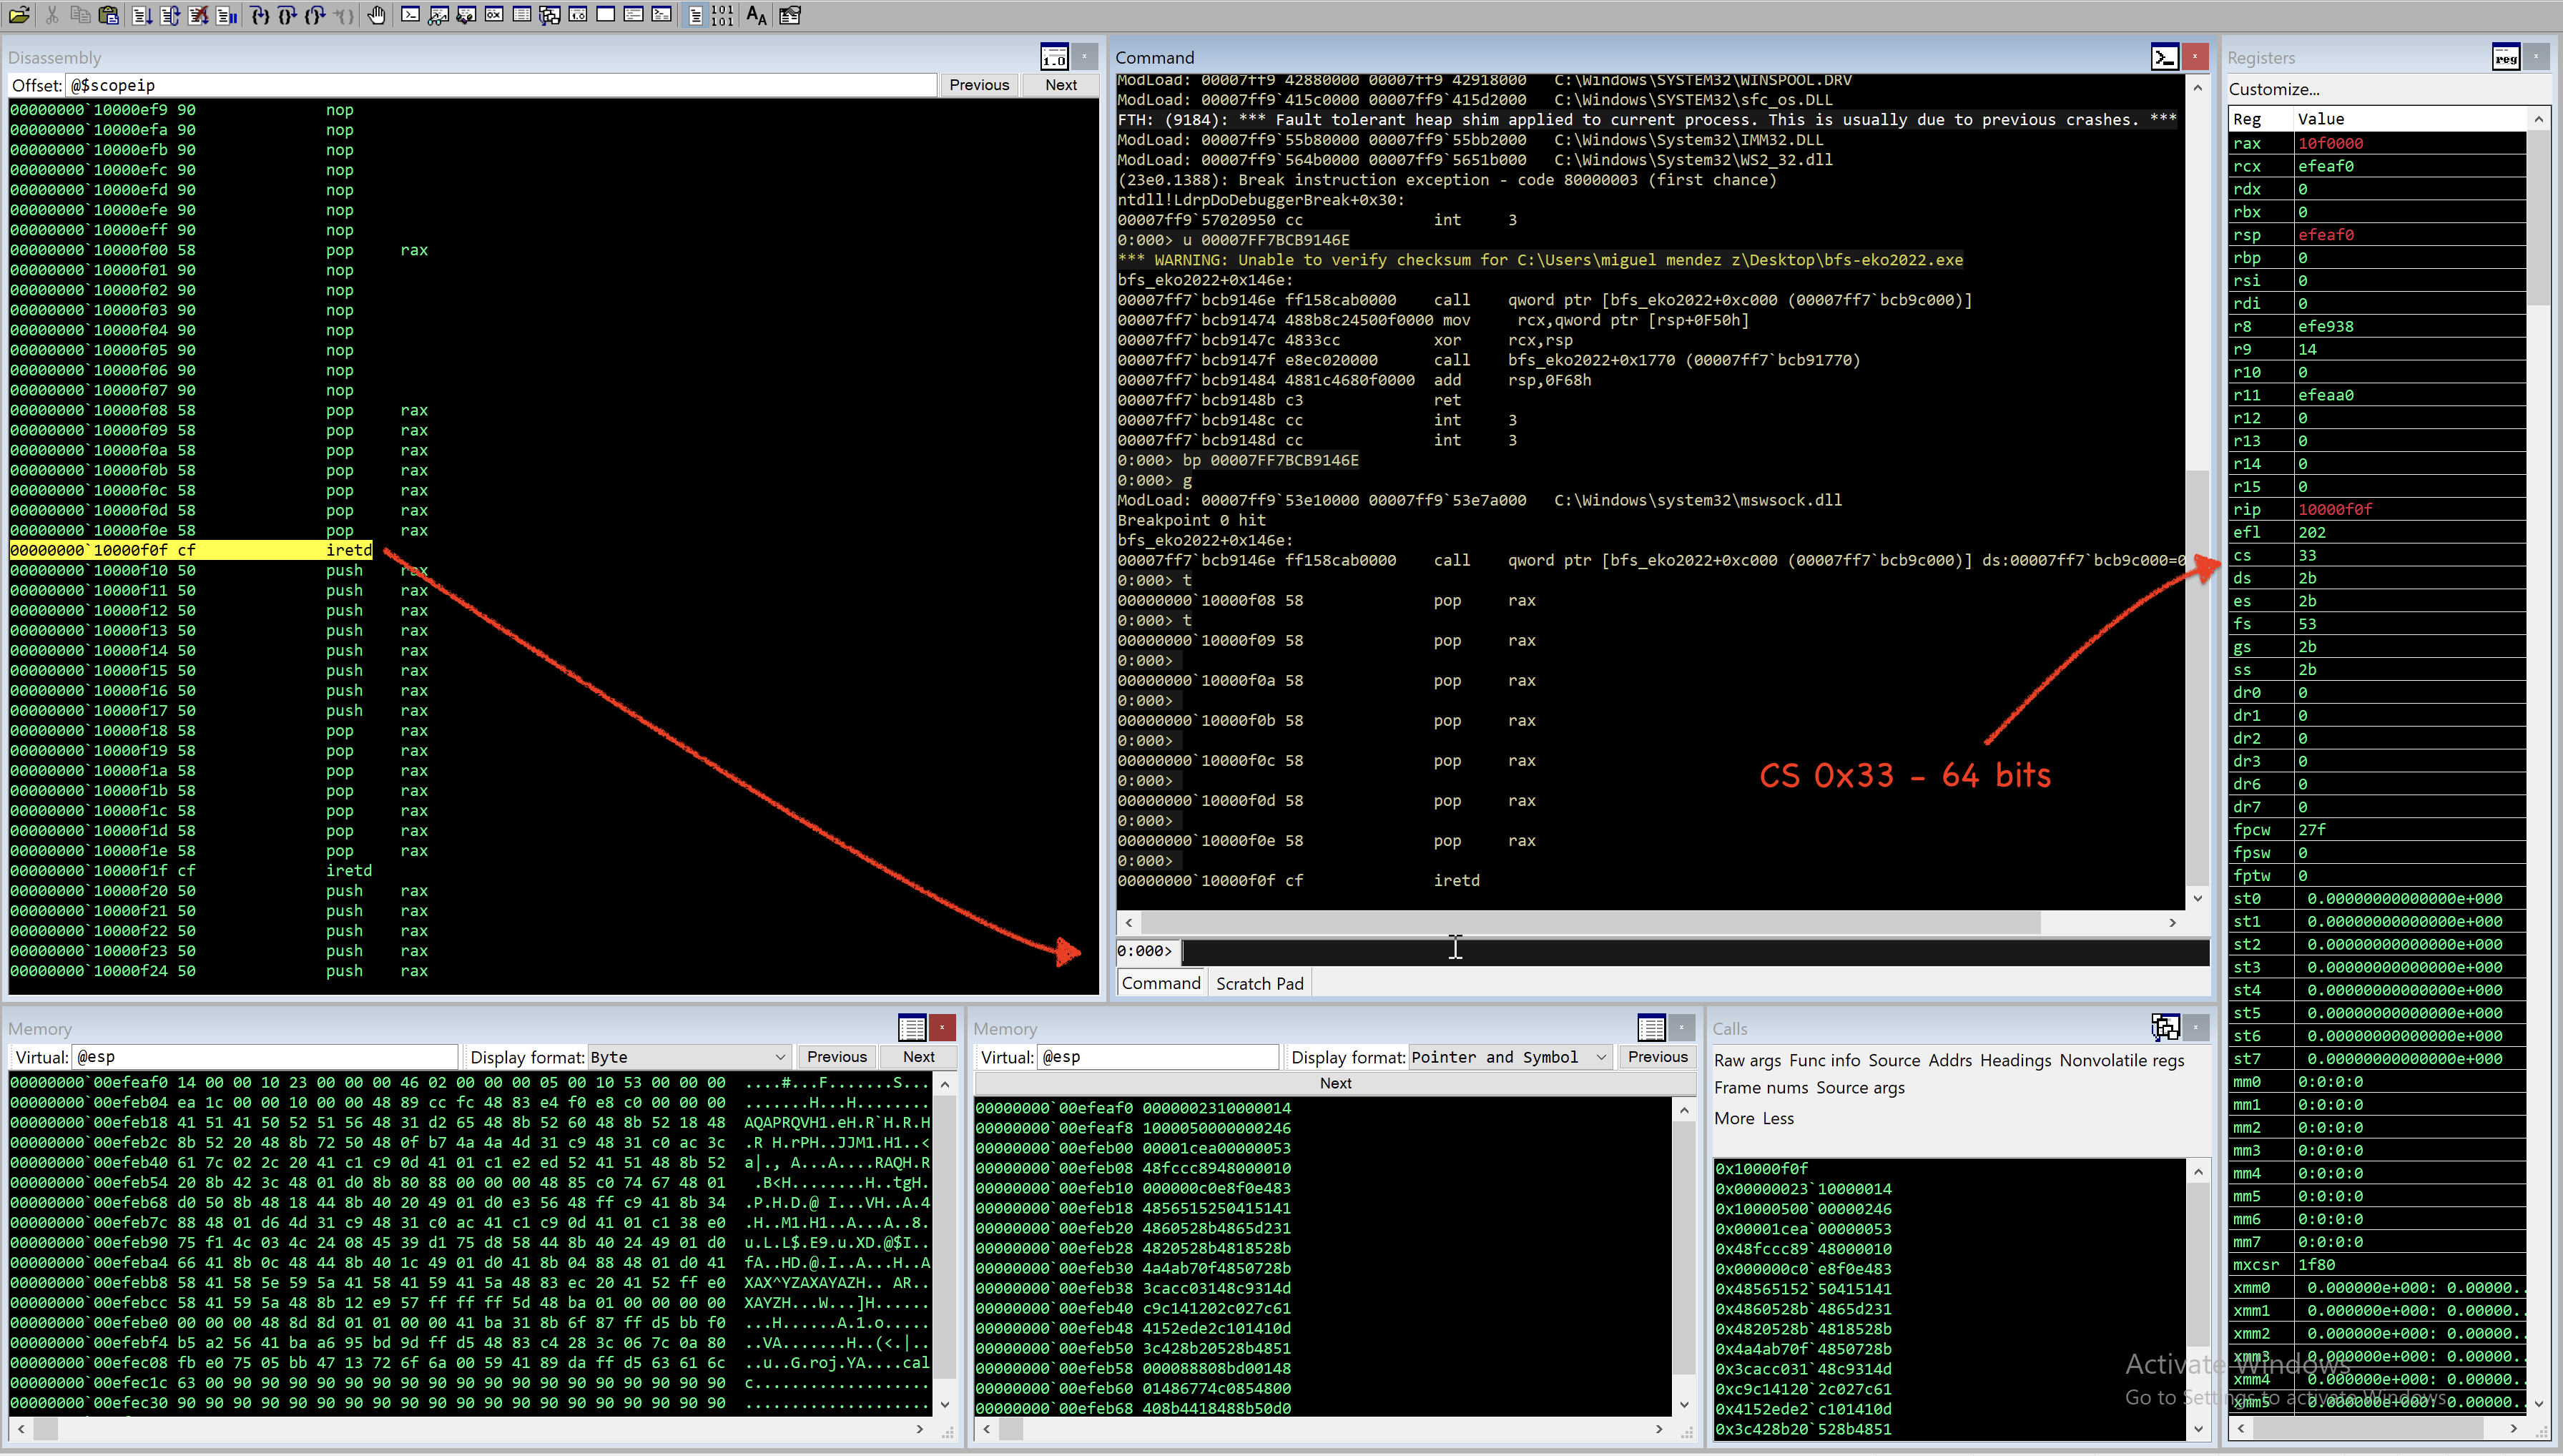 Disassembly
Offset: @$scopeip Previous Next
00000000`10000ef9 90 nop
00000000`10000efa 90 nop
00000000`10000efb 90 nop
00000000`10000efc 90 nop
00000000`10000efd 90 nop
00000000`10000efe 90 nop
00000000`10000eff 90 nop
00000000`10000f00 58 pop rax
00000000`10000f01 90 nop
00000000`10000f02 90 nop
00000000`10000f03 90 nop
00000000`10000f04 90 nop
00000000`10000f05 90 nop
00000000`10000f06 90 nop
00000000`10000f07 90 nop
00000000`10000f08 58 pop rax
00000000`10000f09 58 pop rax
00000000`10000f0a 58 pop rax
00000000`10000f0b 58 pop rax
00000000`10000f0c 58 pop rax
00000000`10000f0d 58 pop rax
00000000`10000f0e 58 pop rax
00000000`10000f0f cf iretd
00000000`10000f10 50 push rax
00000000`10000f11 50 push rax
00000000`10000f12 50 push rax
00000000`10000f13 50 push rax
00000000`10000f14 50 push rax
00000000`10000f15 50 push rax
00000000`10000f16 50 push rax
00000000`10000f17 50 push rax
00000000`10000f18 58 pop rax
00000000`10000f19 58 pop rax
00000000`10000f1a 58 pop rax
00000000`10000f1b 58 pop rax
00000000`10000f1c 58 pop rax
00000000`10000f1d 58 pop rax
00000000`10000f1e 58 pop rax
00000000`10000f1f cf iretd
00000000`10000f20 50 push rax
00000000`10000f21 50 push rax
00000000`10000f22 50 push rax
00000000`10000f23 50 push rax
00000000`10000f24 50 push rax
Command
ModLoad: 00007ff9 42880000 00007ff9 42918000 C:\Windows\SYSTEM32\WINSPOOL.DRV
ModLoad: 00007ff9`415c0000 00007ff9`415d2000 C:\Windows\SYSTEM32\sfc_os.DLL
FTH: (9184): *** Fault tolerant heap shim applied to current process. This is usually due to previous crashes. ***
ModLoad: 00007ff9`55b80000 00007ff9`55bb2000 C:\Windows\System32\IMM32.DLL
ModLoad: 00007ff9`564b0000 00007ff9`5651b000 C:\Windows\System32\WS2_32.dll
(23e0.1388): Break instruction exception - code 80000003 (first chance)
ntdll!LdrpDoDebuggerBreak+0x30:
00007ff9`57020950 cc int 3
0:000> u 00007FF7BCB9146E
*** WARNING: Unable to verify checksum for C:\Users\miguel mendez z\Desktop\bfs-eko2022.exe
bfs_eko2022+0x146e:
00007ff7`bcb9146e ff158cab0000 call qword ptr [bfs_eko2022+0xc000 (00007ff7`bcb9c000)]
00007ff7`bcb91474 488b8c24500f0000 mov rcx,qword ptr [rsp+0F50h]
00007ff7`bcb9147c 4833cc xor rcx,rsp
00007ff7`bcb9147f e8ec020000 call bfs_eko2022+0x1770 (00007ff7`bcb91770)
00007ff7`bcb91484 4881c4680f0000 add rsp,0F68h
00007ff7`bcb9148b c3 ret
00007ff7`bcb9148c cc int 3
00007ff7`bcb9148d cc int 3
0:000> bp 00007FF7BCB9146E
0:000> g
ModLoad: 00007ff9`53e10000 00007ff9`53e7a000 C:\Windows\system32\mswsock.dll
Breakpoint 0 hit
bfs_eko2022+0x146e:
00007ff7`bcb9146e ff158cab0000 call qword ptr [bfs_eko2022+0xc000 (00007ff7`bcb9c000)] ds:00007ff7`bcb9c000=0
0:000> t
00000000`10000f08 58 pop rax
0:000> t
00000000`10000f09 58 pop rax
0:000>
00000000`10000f0a 58 pop rax
0:000>
00000000`10000f0b 58 pop rax
0:000>
00000000`10000f0c 58 pop rax
0:000>
00000000`10000f0d 58 pop rax
0:000>
00000000`10000f0e 58 pop rax
0:000>
00000000`10000f0f cf iretd
CS 0x33 - 64 bits
0:000>
Command Scratch Pad
Registers
Customize...
Reg Value
rax 10f0000
rcx efeaf0
rdx 0
rbx 0
rsp efeaf0
rbp 0
rsi 0
rdi 0
r8 efe938
r9 14
r10 0
r11 efeaa0
r12 0
r13 0
r14 0
r15 0
rip 10000f0f
efl 202
cs 33
ds 2b
es 2b
fs 53
gs 2b
ss 2b
dr0 0
dr1 0
dr2 0
dr3 0
dr6 0
dr7 0
fpcw 27f
fpsw 0
fptw 0
st0 0.00000000000000e+000
st1 0.00000000000000e+000
st2 0.00000000000000e+000
st3 0.00000000000000e+000
st4 0.00000000000000e+000
st5 0.00000000000000e+000
st6 0.00000000000000e+000
st7 0.00000000000000e+000
mm0 0:0:0:0
mm1 0:0:0:0
mm2 0:0:0:0
mm3 0:0:0:0
mm4 0:0:0:0
mm5 0:0:0:0
mm6 0:0:0:0
mm7 0:0:0:0
mxcsr 1f80
xmm0 0.000000e+000: 0.00000..
xmm1 0.000000e+000: 0.00000..
xmm2 0.000000e+000: 0.00000..
xmm3 0.000000e+000: 0.00000..
xmm4 0.000000e+000: 0.00000..
xmm5 0.000000e+000: 0.00000..
Memory
Virtual: @esp Display format: Byte Previous Next
00000000`00efeaf0 14 00 00 10 23 00 00 00 46 02 00 00 00 05 00 10 53 00 00 00 ....#...F.......S...
00000000`00efeb04 ea 1c 00 00 10 00 00 48 89 cc fc 48 83 e4 f0 e8 c0 00 00 00 .......H...H........
00000000`00efeb18 41 51 41 50 52 51 56 48 31 d2 65 48 8b 52 60 48 8b 52 18 48 AQAPRQVH1.eH.R`H.R.H
00000000`00efeb2c 8b 52 20 48 8b 72 50 48 0f b7 4a 4a 4d 31 c9 48 31 c0 ac 3c .R H.rPH..JJM1.H1..<
00000000`00efeb40 61 7c 02 2c 20 41 c1 c9 0d 41 01 c1 e2 ed 52 41 51 48 8b 52 a|., A...A....RAQH.R
00000000`00efeb54 20 8b 42 3c 48 01 d0 8b 80 88 00 00 00 48 85 c0 74 67 48 01 .B<H........H..tgH.
00000000`00efeb68 d0 50 8b 48 18 44 8b 40 20 49 01 d0 e3 56 48 ff c9 41 8b 34 .P.H.D.@ I...VH..A.4
00000000`00efeb7c 88 48 01 d6 4d 31 c9 48 31 c0 ac 41 c1 c9 0d 41 01 c1 38 e0 .H..M1.H1..A...A..8.
00000000`00efeb90 75 f1 4c 03 4c 24 08 45 39 d1 75 d8 58 44 8b 40 24 49 01 d0 u.L.L$.E9.u.XD.@$I..
00000000`00efeba4 66 41 8b 0c 48 44 8b 40 1c 49 01 d0 41 8b 04 88 48 01 d0 41 fA..HD.@.I..A...H..A
00000000`00efebb8 58 41 58 5e 59 5a 41 58 41 59 41 5a 48 83 ec 20 41 52 ff e0 XAX^YZAXAYAZH.. AR..
00000000`00efebcc 58 41 59 5a 48 8b 12 e9 57 ff ff ff 5d 48 ba 01 00 00 00 00 XAYZH...W...]H......
00000000`00efebe0 00 00 00 48 8d 8d 01 01 00 00 41 ba 31 8b 6f 87 ff d5 bb f0 ...H......A.1.o.....
00000000`00efebf4 b5 a2 56 41 ba a6 95 bd 9d ff d5 48 83 c4 28 3c 06 7c 0a 80 ..VA.......H..(<.|..
00000000`00efec08 fb e0 75 05 bb 47 13 72 6f 6a 00 59 41 89 da ff d5 63 61 6c ..u..G.roj.YA....cal
00000000`00efec1c 63 00 90 90 90 90 90 90 90 90 90 90 90 90 90 90 90 90 90 90 c...................
00000000`00efec30 90 90 90 90 90 90 90 90 90 90 90 90 90 90 90 90 90 90 90 90 ....................
Memory
Virtual: @esp Display format: Pointer and Symbol Previous
Next
00000000`00efeaf0 0000002310000014
00000000`00efeaf8 1000050000000246
00000000`00efeb00 00001cea00000053
00000000`00efeb08 48fccc8948000010
00000000`00efeb10 000000c0e8f0e483
00000000`00efeb18 4856515250415141
00000000`00efeb20 4860528b4865d231
00000000`00efeb28 4820528b4818528b
00000000`00efeb30 4a4ab70f4850728b
00000000`00efeb38 3cacc03148c9314d
00000000`00efeb40 c9c141202c027c61
00000000`00efeb48 4152ede2c101410d
00000000`00efeb50 3c428b20528b4851
00000000`00efeb58 000088808bd00148
00000000`00efeb60 01486774c0854800
00000000`00efeb68 408b4418488b50d0
Calls
Raw args Func info Source Addrs Headings Nonvolatile regs
Frame nums Source args
More Less
0x10000f0f
0x00000023`10000014
0x10000500`00000246
0x00001cea`00000053
0x48fccc89`48000010
0x000000c0`e8f0e483
0x48565152`50415141
0x4860528b`4865d231
0x4820528b`4818528b
0x4a4ab70f`4850728b
0x3cacc031`48c9314d
0xc9c14120`2c027c61
0x4152ede2`c101410d
0x3c428b20`528b4851
Activate Windows
Go to Settings to activate Windows.